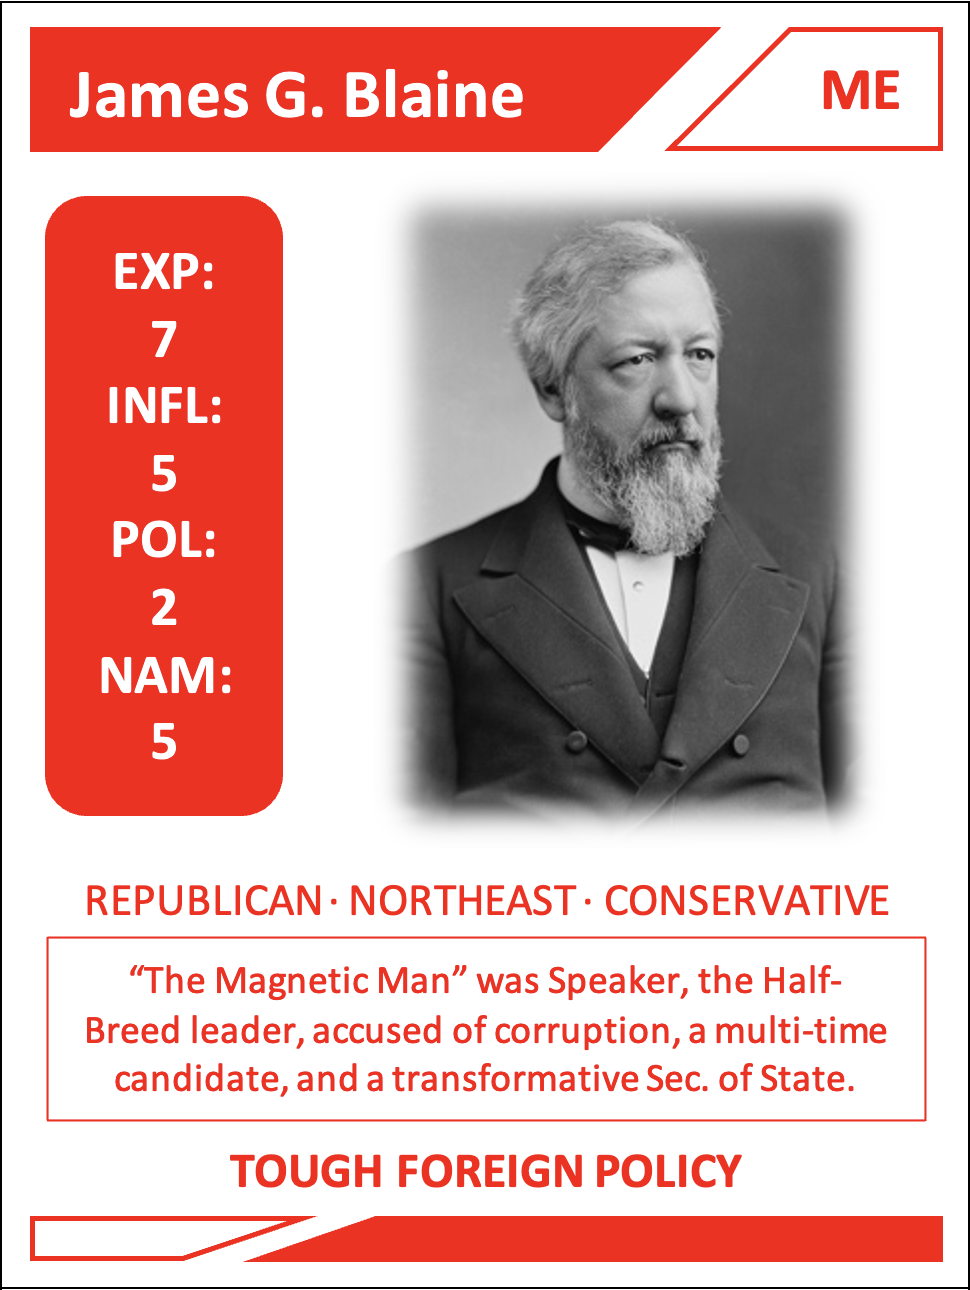 James G. Blaine
ME
EXP:
7
INFL:
5
POL:
2
NAM:
5
REPUBLICAN · NORTHEAST · CONSERVATIVE
“The Magnetic Man” was Speaker, the Half-
Breed leader, accused of corruption, a multi-time
candidate, and a transformative Sec. of State.
TOUGH FOREIGN POLICY